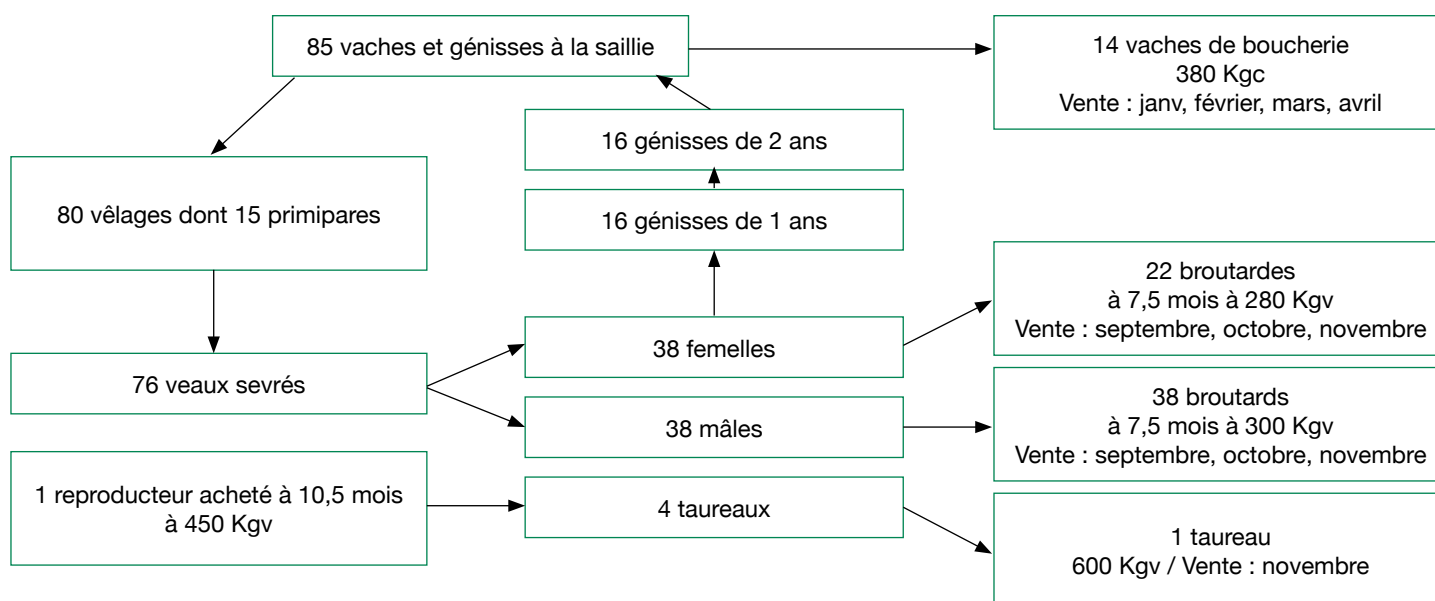 85 vaches et génisses à la saillie
14 vaches de boucherie
380 Kgc
Vente : janv, février, mars, avril
16 génisses de 2 ans
80 vêlages dont 15 primipares
16 génisses de 1 ans
22 broutardes
à 7,5 mois à 280 Kgv
Vente : septembre, octobre, novembre
38 femelles
76 veaux sevrés
38 mâles
38 broutards
à 7,5 mois à 300 Kgv
Vente : septembre, octobre, novembre
1 reproducteur acheté à 10,5 mois
à 450 Kgv
4 taureaux
1 taureau
600 Kgv / Vente : novembre